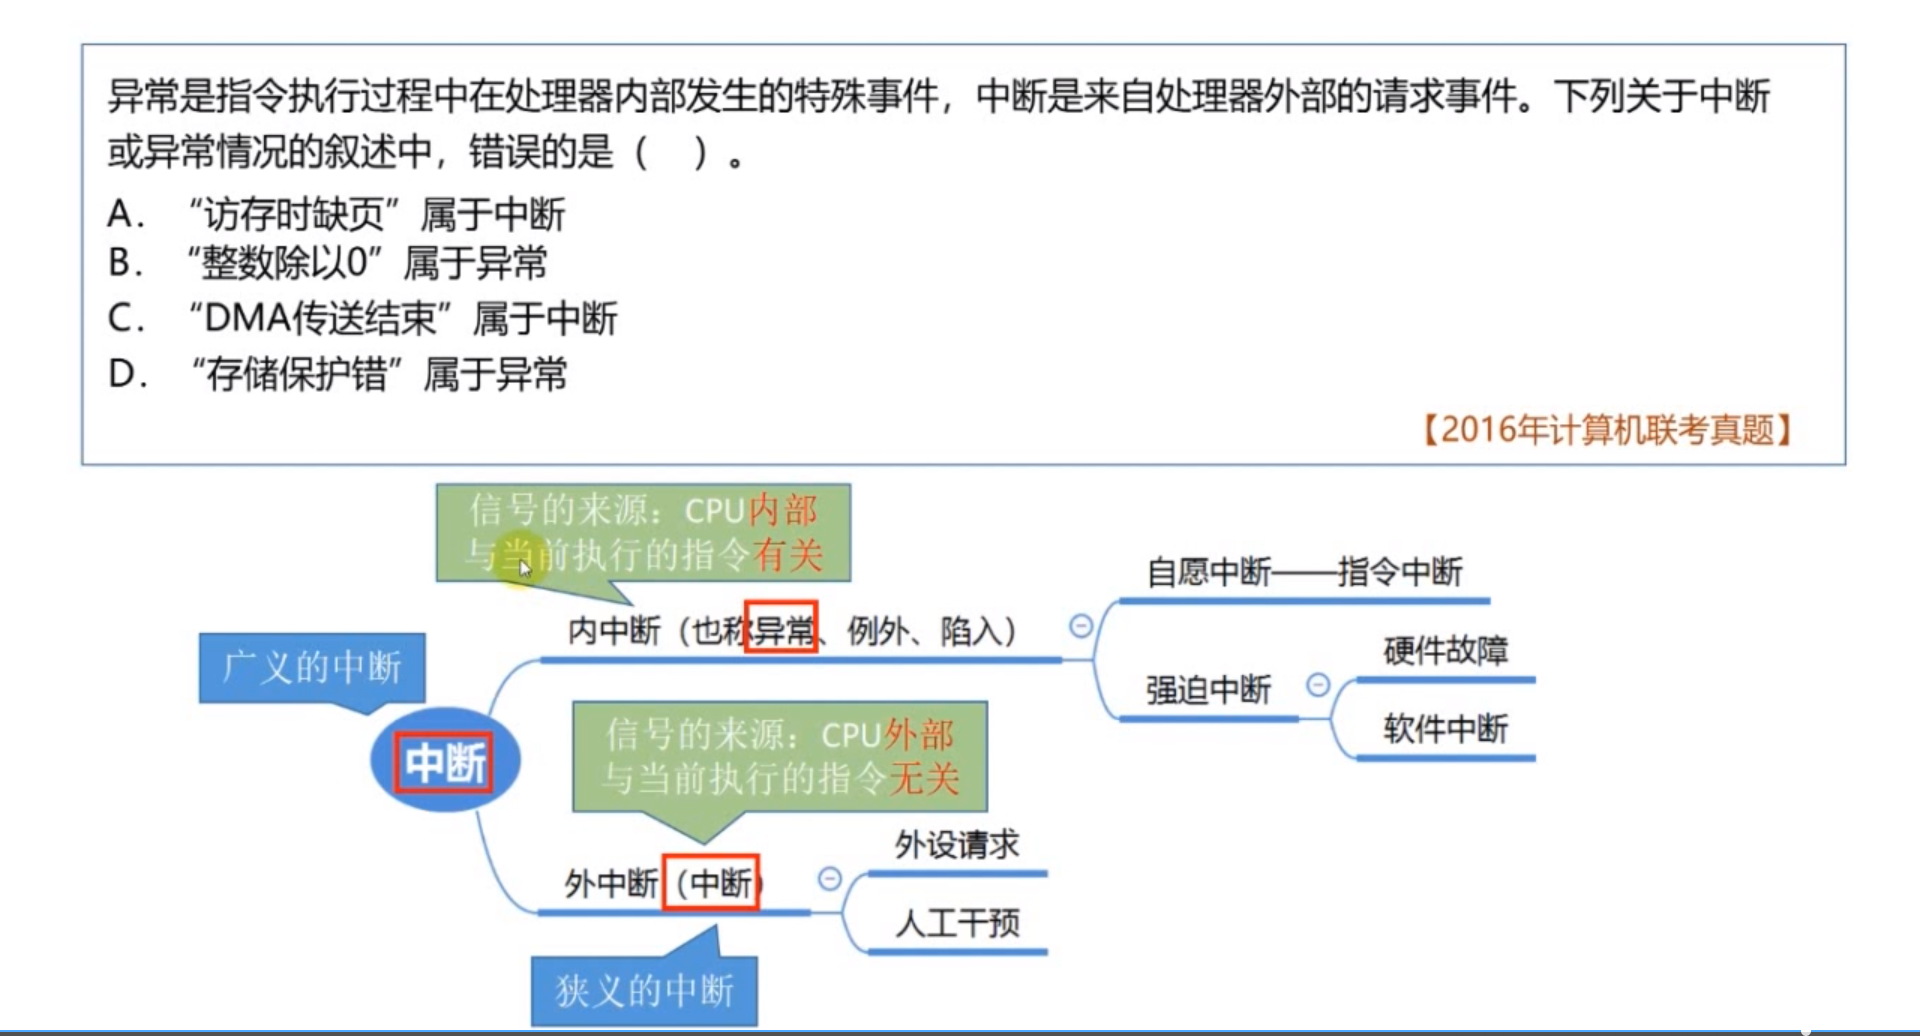 异常是指令执行过程中在处理器内部发生的特殊事件，中断是来自处理器外部的请求事件。下列关于中断
或异常情况的叙述中，错误的是（　）。
A. “访存时缺页”属于中断
B. “整数除以0”属于异常
C. “DMA传送结束”属于中断
D. “存储保护错”属于异常
【2016年计算机联考真题】
信号的来源：CPU内部
与当前执行的指令有关
自愿中断——指令中断
内中断（也称异常、例外、陷入）
硬件故障
广义的中断
强迫中断
软件中断
信号的来源：CPU外部
与当前执行的指令无关
中断
外设请求
外中断（中断）
人工干预
狭义的中断